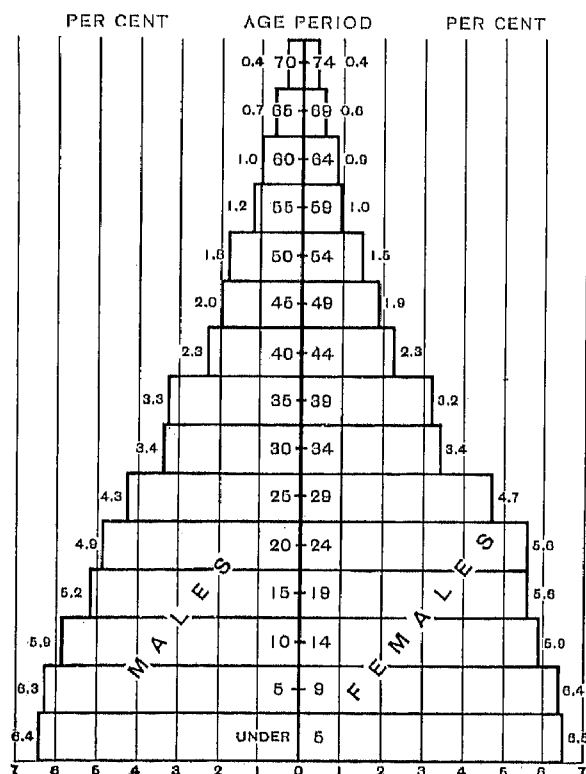 PER CENT AGE PERIOD PER CENT
0.4 70 74 0.4
0.7 65 69 0.6
1.0 60 64 0.9
1.2 55 59 1.0
1.8 50 54 1.5
2.0 45 49 1.9
2.3 40 44 2.3
3.3 35 39 3.2
3.4 30 34 3.4
4.3 25 29 4.7
4.9 20 24 5.6
5.2 15 19 5.6
5.9 10 14 5.9
MALES FEMALES
6.3 5 9 6.4
6.4 UNDER 5 6.5
7 6 5 4 3 2 1 0 1 2 3 4 5 6 7